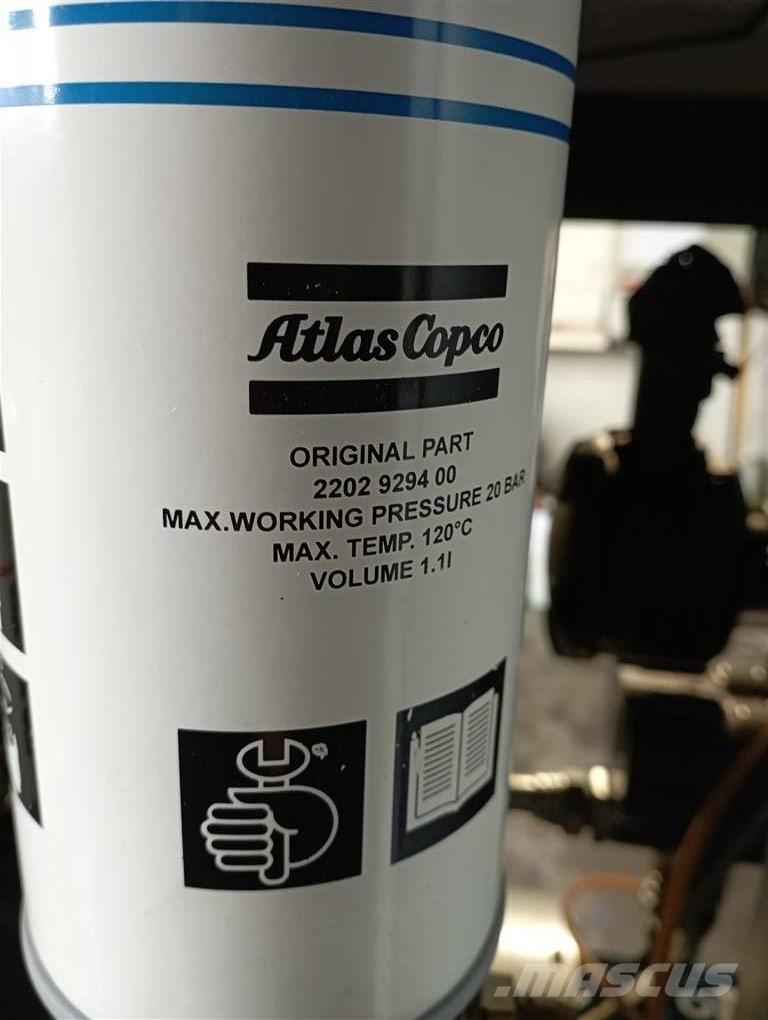 Atlas Copco
ORIGINAL PART
2202 9294 00
MAX.WORKING PRESSURE 20 BAR
MAX. TEMP. 120°C
VOLUME 1.1l
MASCUS